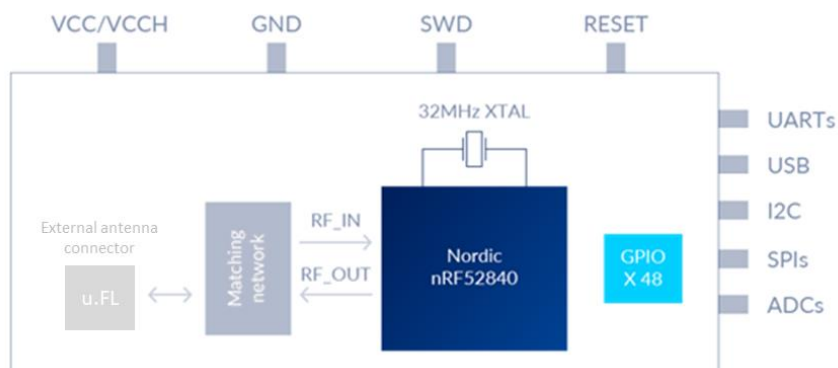 VCC/VCCH
GND
SWD
RESET
32MHz XTAL
UARTs
USB
I2C
SPIs
ADCs
External antenna
connector
u.FL
Matching
network
RF_IN
RF_OUT
Nordic
nRF52840
GPIO
X 48